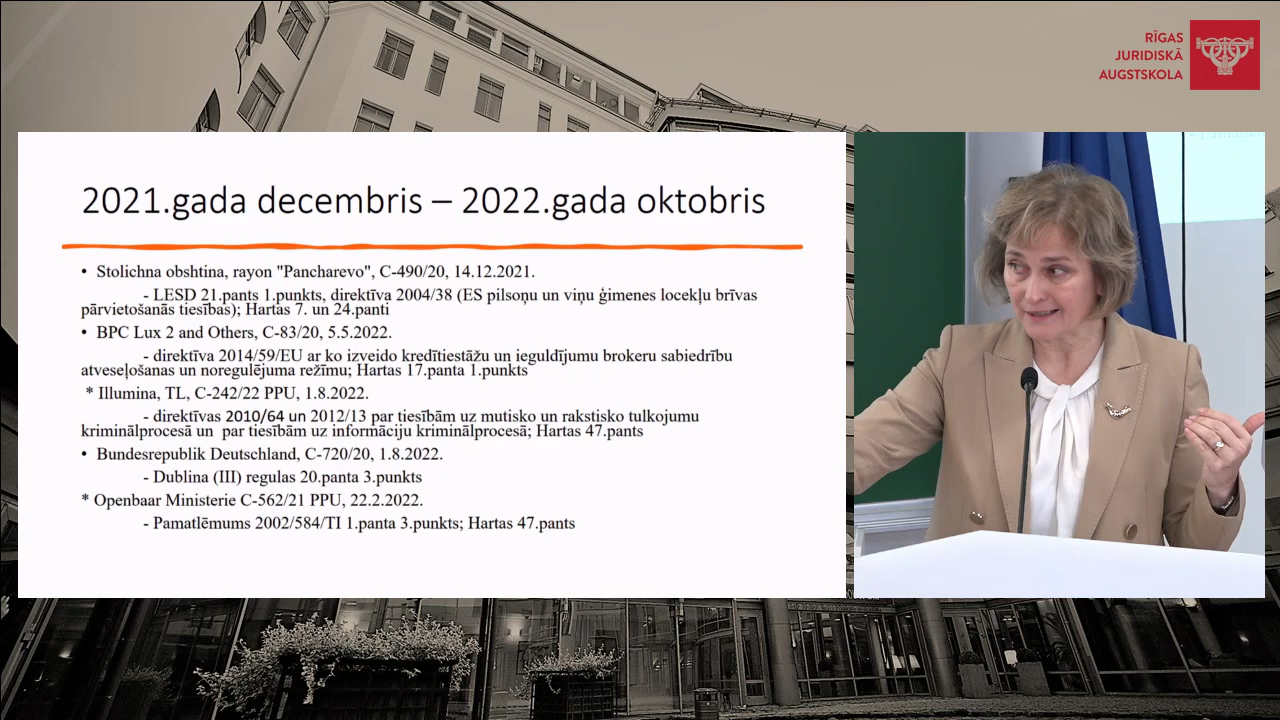 RĪGAS
JURIDISKĀ
AUGSTSKOLA
2021.gada decembris – 2022.gada oktobris
• Stolichna obshtina, rayon "Pancharevo", C-490/20, 14.12.2021.
- LESD 21.pants 1.punkts, direktīva 2004/38 (ES pilsoņu un viņu ģimenes locekļu brīvas
pārvietošanās tiesības); Hartas 7. un 24.panti
• BPC Lux 2 and Others, C-83/20, 5.5.2022.
- direktīva 2014/59/EU ar ko izveido kredītiestāžu un ieguldījumu brokeru sabiedrību
atveseļošanas un noregulējuma režīmu; Hartas 17.panta 1.punkts
* Illumina, TL, C-242/22 PPU, 1.8.2022.
- direktīvas 2010/64 un 2012/13 par tiesībām uz mutisko un rakstisko tulkojumu
kriminālprocesā un par tiesībām uz informāciju kriminālprocesā; Hartas 47.pants
• Bundesrepublik Deutschland, C-720/20, 1.8.2022.
- Dublina (III) regulas 20.panta 3.punkts
* Openbaar Ministerie C-562/21 PPU, 22.2.2022.
- Pamatlēmums 2002/584/TI 1.panta 3.punkts; Hartas 47.pants